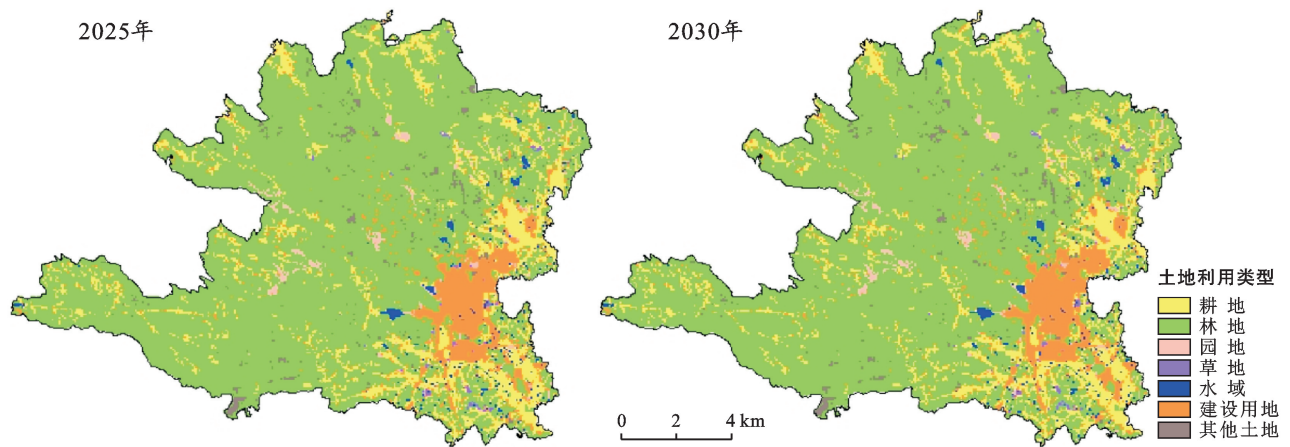 2025年
2030年
土地利用类型
耕 地
林 地
园 地
草 地
水 域
建设用地
其他土地
0 2 4 km